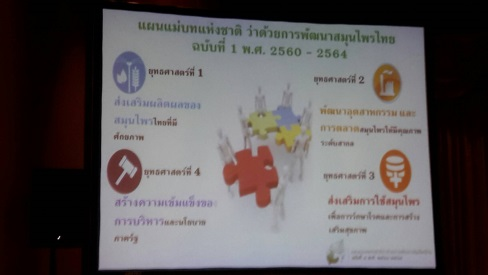 แผนแม่บทแห่งชาติ ว่าด้วยการพัฒนาสมุนไพรไทย
ฉบับที่ 1 พ.ศ. 2560 - 2564
ยุทธศาสตร์ที่ 1
ส่งเสริมผลิตผลของ
สมุนไพรไทยที่มี
ศักยภาพ
ยุทธศาสตร์ที่ 2
พัฒนาอุตสาหกรรม และ
การตลาดสมุนไพรให้มีคุณภาพ
ระดับสากล
ยุทธศาสตร์ที่ 4
สร้างความเข้มแข็งของ
การบริหารและนโยบาย
ภาครัฐ
ยุทธศาสตร์ที่ 3
ส่งเสริมการใช้สมุนไพร
เพื่อการรักษาโรคและการสร้าง
เสริมสุขภาพ